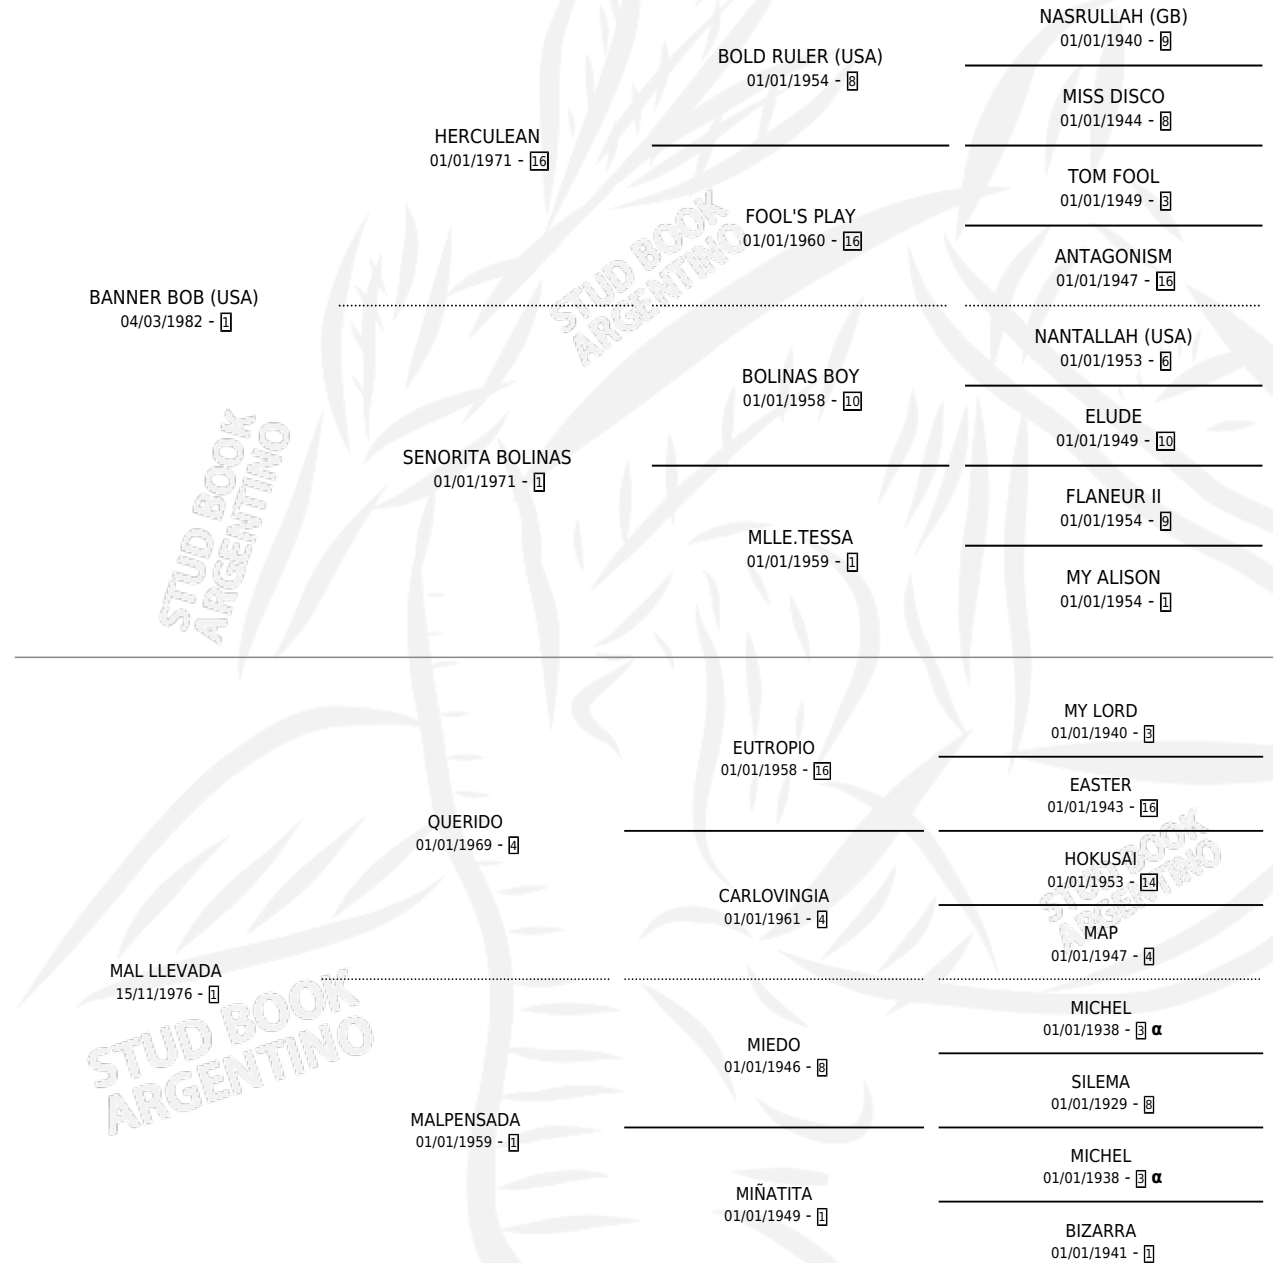 NASRULLAH (GB)
01/01/1940 - 9
BOLD RULER (USA)
01/01/1954 - 8
MISS DISCO
01/01/1944 - 8
HERCULEAN
01/01/1971 - 16
TOM FOOL
01/01/1949 - 3
FOOL'S PLAY
01/01/1960 - 16
ANTAGONISM
01/01/1947 - 16
STUD BOOK
ARGENTINO
BANNER BOB (USA)
04/03/1982 - 1
NANTALLAH (USA)
01/01/1953 - 6
BOLINAS BOY
01/01/1958 - 10
ELUDE
01/01/1949 - 10
SENORITA BOLINAS
01/01/1971 - 1
FLANEUR II
01/01/1954 - 9
MLLE.TESSA
01/01/1959 - 1
MY ALISON
01/01/1954 - 1
STUD BOOK
ARGENTINO
MY LORD
01/01/1940 - 3
EUTROPIO
01/01/1958 - 16
EASTER
01/01/1943 - 16
QUERIDO
01/01/1969 - 4
HOKUSAI
01/01/1953 - 14
CARLOVINGIA
01/01/1961 - 4
MAP
01/01/1947 - 4
STUD BOOK
ARGENTINO
MAL LLEVADA
15/11/1976 - 1
STUD BOOK
ARGENTINO
MICHEL
01/01/1938 - 3 α
MIEDO
01/01/1946 - 8
SILEMA
01/01/1929 - 8
MALPENSADA
01/01/1959 - 1
MICHEL
01/01/1938 - 3 α
MIÑATITA
01/01/1949 - 1
BIZARRA
01/01/1941 - 1